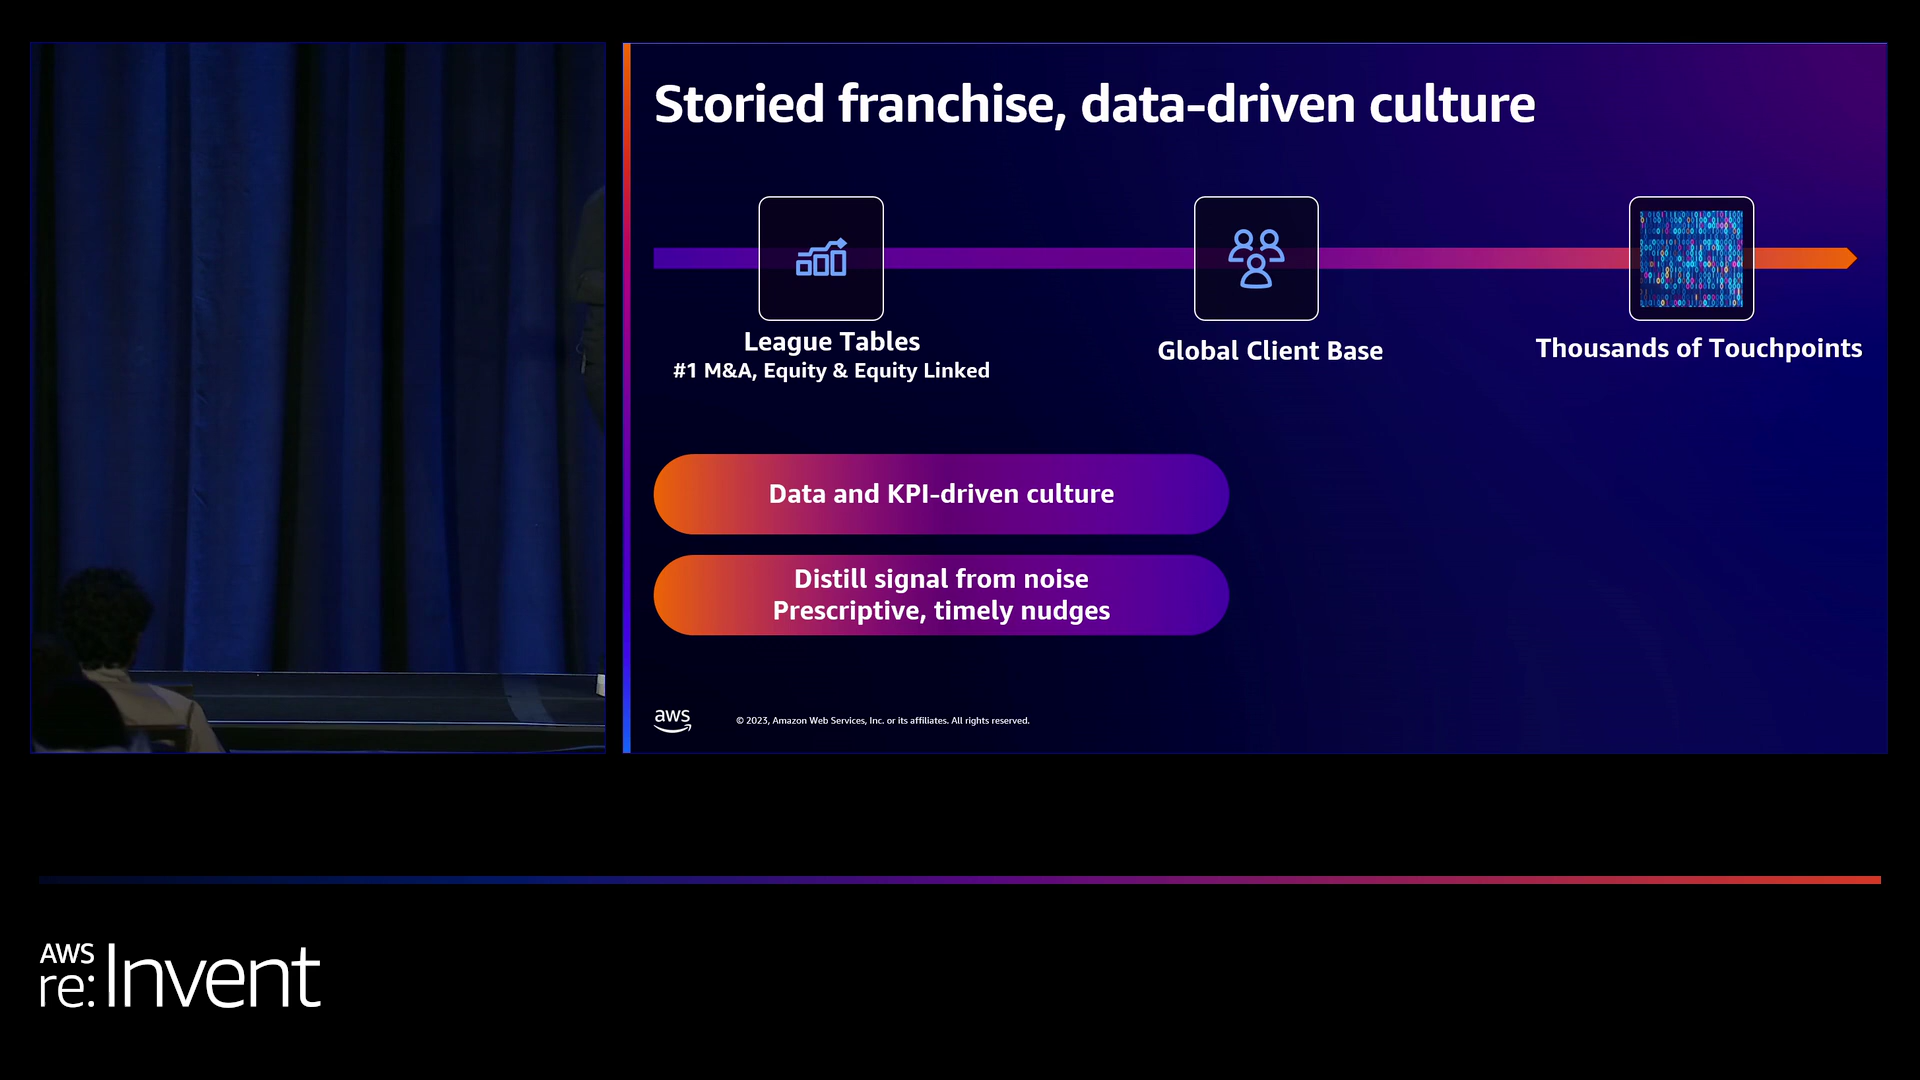 Storied franchise, data-driven culture
League Tables
#1 M&A, Equity & Equity Linked
Global Client Base
Thousands of Touchpoints
Data and KPI-driven culture
Distill signal from noise
Prescriptive, timely nudges
aws
© 2023, Amazon Web Services, Inc. or its affiliates. All rights reserved.
AWS
re:Invent